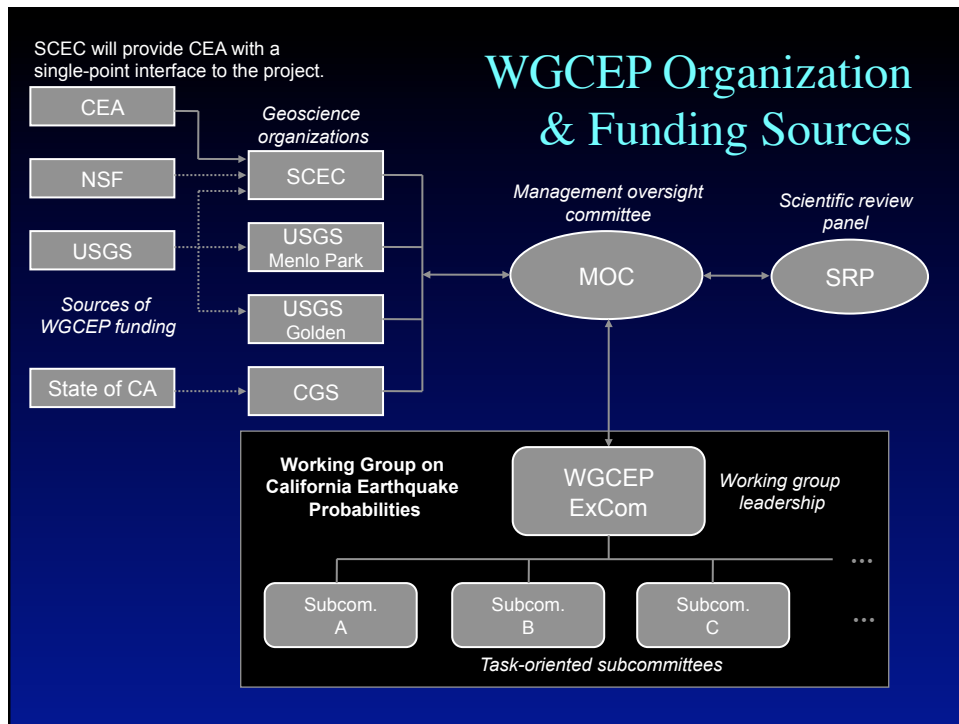 SCEC will provide CEA with a
single-point interface to the project.
WGCEP Organization
& Funding Sources
CEA
NSF
USGS
Sources of
WGCEP funding
State of CA
Geoscience
organizations
SCEC
USGS
Menlo Park
USGS
Golden
CGS
Management oversight
committee
MOC
Scientific review
panel
SRP
Working Group on
California Earthquake
Probabilities
WGCEP
ExCom
Working group
leadership
...
Subcom.
A
Subcom.
B
Subcom.
C
...
Task-oriented subcommittees